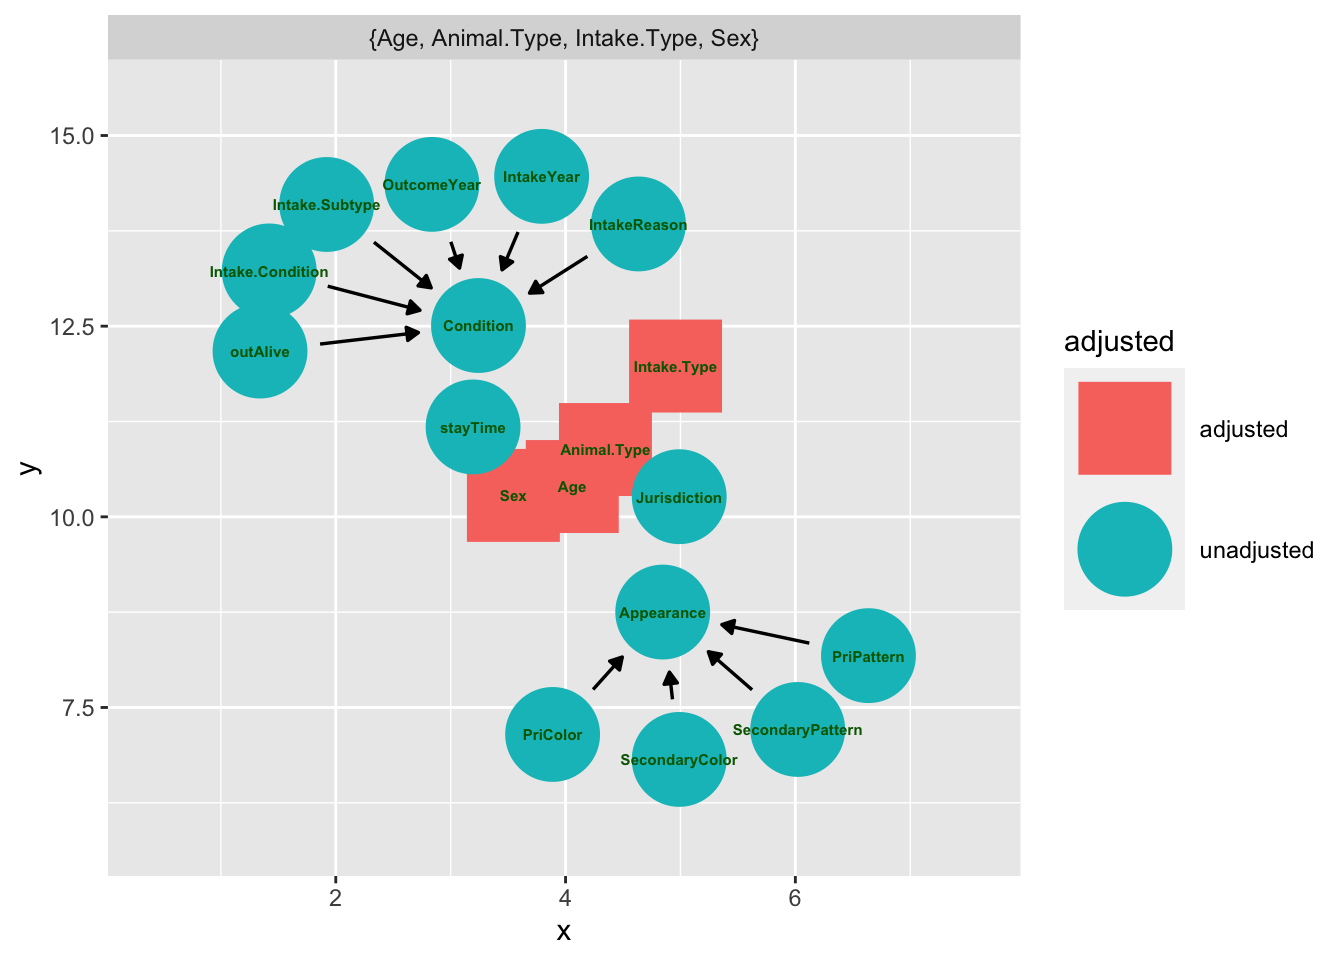 {Age, Animal.Type, Intake.Type, Sex}
15.0
12.5
10.0
7.5
y
OutcomeYear
IntakeYear
Intake.Subtype
IntakeReason
Intake.Condition
Condition
outAlive
Intake.Type
stayTime
Animal.Type
Age
Sex
Jurisdiction
Appearance
PriPattern
PriColor
SecondaryPattern
SecondaryColor
2
4
6
x
adjusted
adjusted
unadjusted